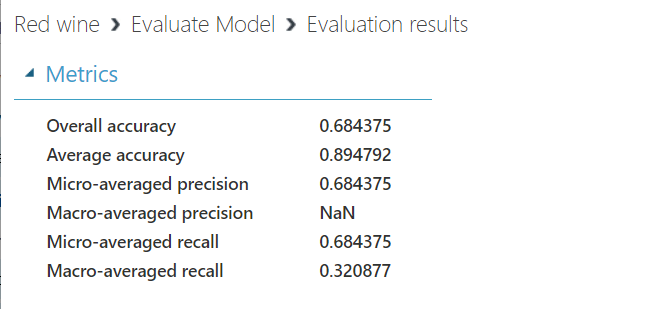 Red wine ❯ Evaluate Model ❯ Evaluation results
Metrics
Overall accuracy 0.684375
Average accuracy 0.894792
Micro-averaged precision 0.684375
Macro-averaged precision NaN
Micro-averaged recall 0.684375
Macro-averaged recall 0.320877